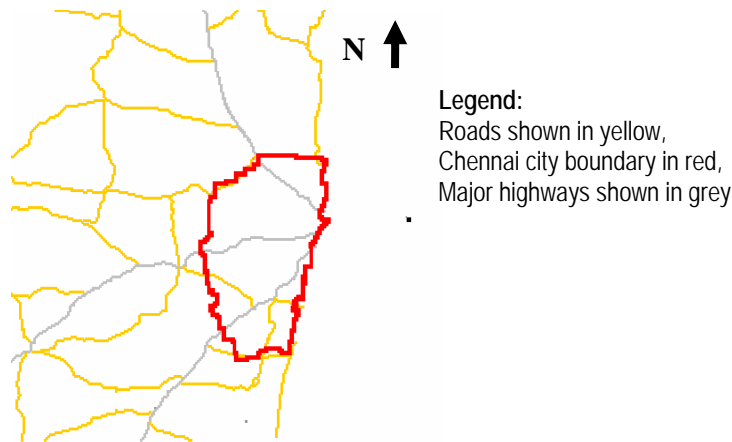 N
Legend:
Roads shown in yellow,
Chennai city boundary in red,
Major highways shown in grey